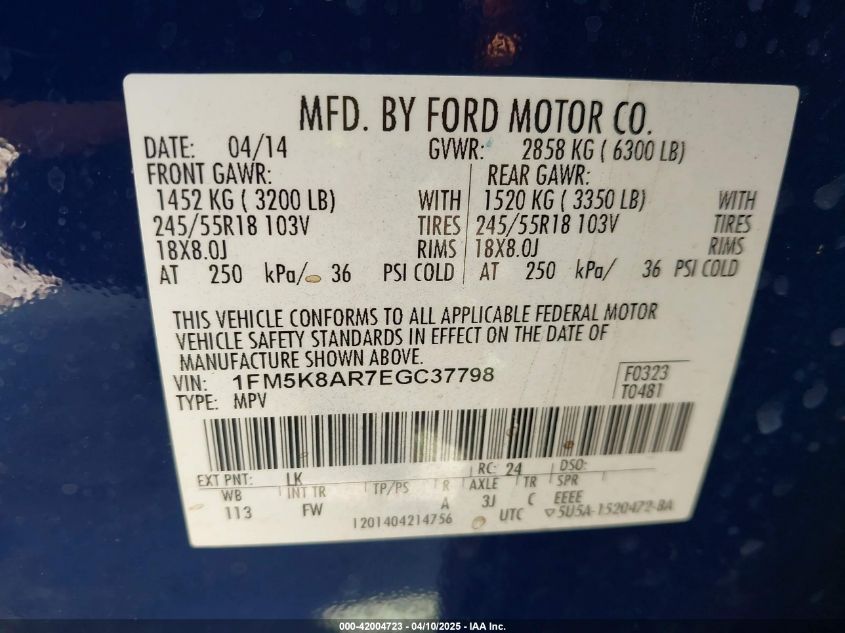 MFD. BY FORD MOTOR CO.
DATE: 04/14 GVWR: 2858 KG ( 6300 LB)
FRONT GAWR: REAR GAWR:
1452 KG ( 3200 LB) WITH 1520 KG ( 3350 LB) WITH
245/55R18 103V TIRES 245/55R18 103V TIRES
18X8.0J RIMS 18X8.0J RIMS
AT 250 kPa/ 36 PSI COLD AT 250 kPa/ 36 PSI COLD
THIS VEHICLE CONFORMS TO ALL APPLICABLE FEDERAL MOTOR
VEHICLE SAFETY STANDARDS IN EFFECT ON THE DATE OF
MANUFACTURE SHOWN ABOVE.
VIN: 1FM5K8AR7EGC37798 F0323
TYPE: MPV T0481
EXT PNT: LK RC: 24 DSO:
WB INT TR TP/PS R AXLE TR SPR
113 FW A 3J C EEEE
1201404214756 UTC ▽5U5A-1520472-BA
000-42004723 - 04/10/2025 - IAA Inc.